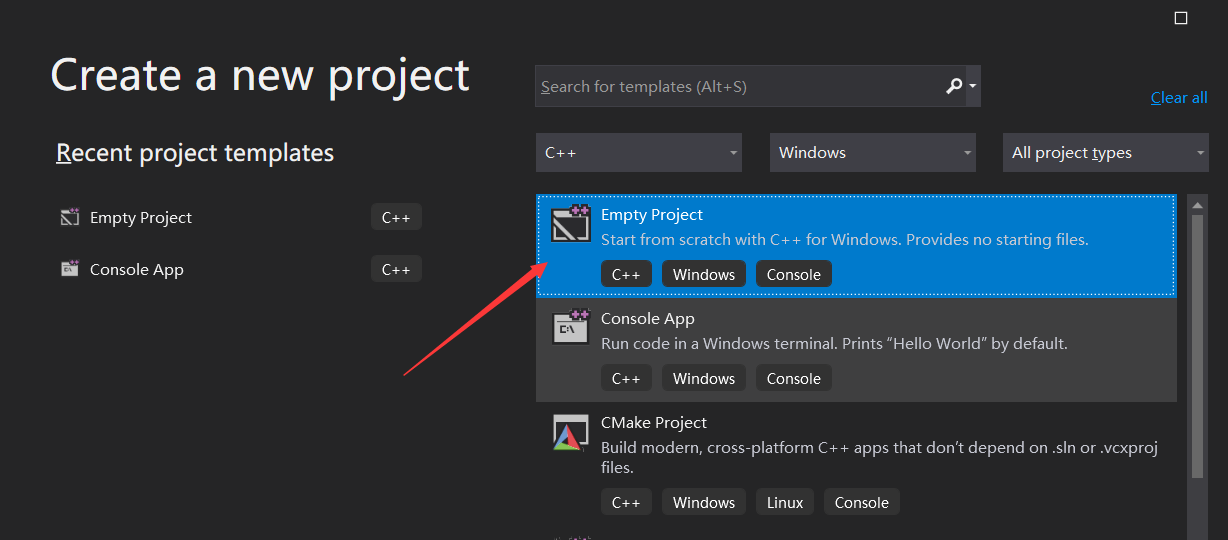 Create a new project
Search for templates (Alt+S)
Clear all
Recent project templates
C++
Windows
All project types
Empty Project
C++
Console App
C++
Empty Project
Start from scratch with C++ for Windows. Provides no starting files.
C++
Windows
Console
Console App
C:\
Run code in a Windows terminal. Prints “Hello World” by default.
C++
Windows
Console
CMake Project
Build modern, cross-platform C++ apps that don’t depend on .sln or .vcxproj
files.
C++
Windows
Linux
Console